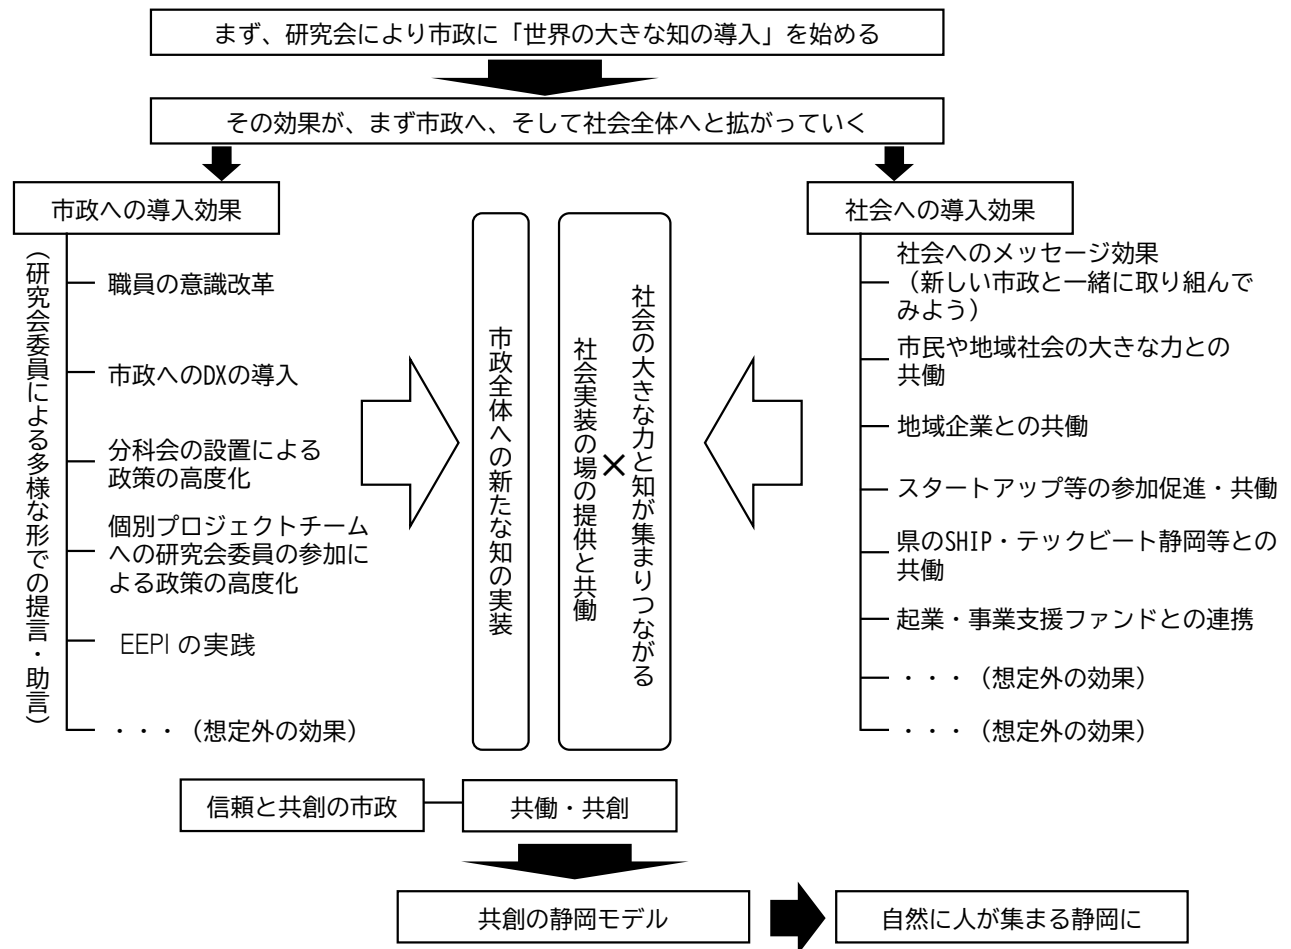 まず、研究会により市政に「世界の大きな知の導入」を始める
その効果が、まず市政へ、そして社会全体へと拡がっていく
市政への導入効果
（研究会委員による多様な形での提言・助言）
職員の意識改革
市政へのDXの導入
分科会の設置による
政策の高度化
個別プロジェクトチーム
への研究会委員の参加に
よる政策の高度化
EEPIの実践
・・・（想定外の効果）
市政全体への新たな知の実装
社会の大きな力と知が集まりつながる
×
社会実装の場の提供と共働
社会への導入効果
社会へのメッセージ効果
（新しい市政と一緒に取り組んで
みよう）
市民や地域社会の大きな力との
共働
地域企業との共働
スタートアップ等の参加促進・共働
県のSHIP・テックビート静岡等との
共働
起業・事業支援ファンドとの連携
・・・（想定外の効果）
・・・（想定外の効果）
信頼と共創の市政
共働・共創
共創の静岡モデル
自然に人が集まる静岡に